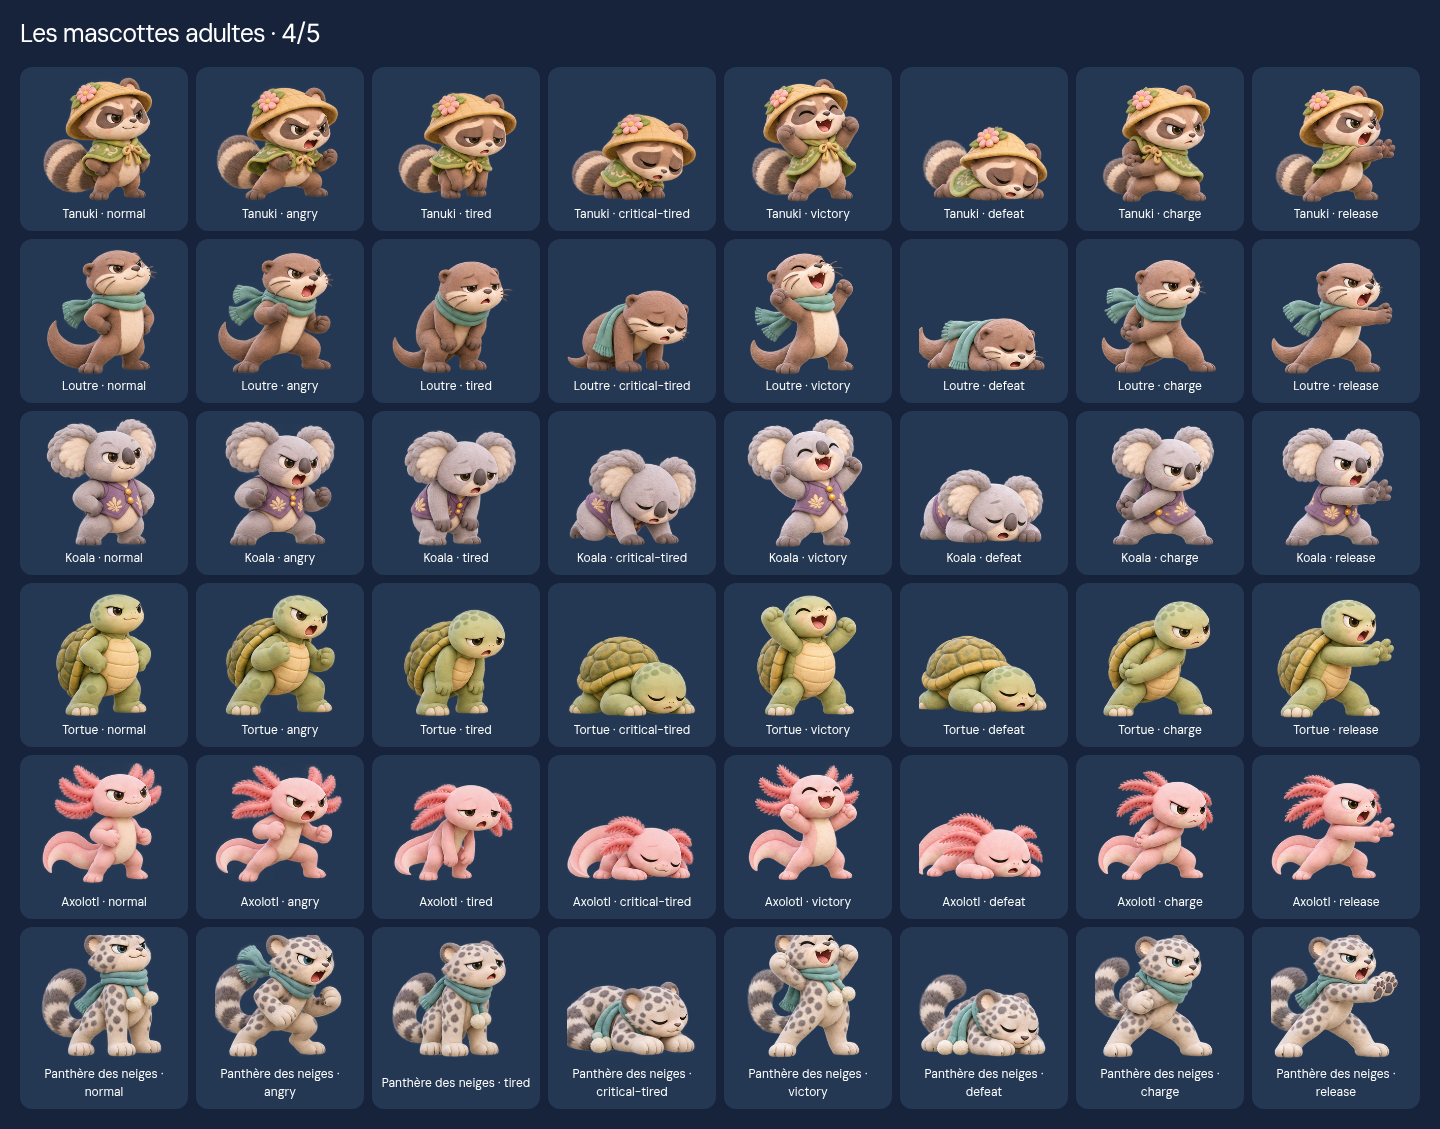 Les mascottes adultes · 4/5
Tanuki · normal
Tanuki · angry
Tanuki · tired
Tanuki · critical-tired
Tanuki · victory
Tanuki · defeat
Tanuki · charge
Tanuki · release
Loutre · normal
Loutre · angry
Loutre · tired
Loutre · critical-tired
Loutre · victory
Loutre · defeat
Loutre · charge
Loutre · release
Koala · normal
Koala · angry
Koala · tired
Koala · critical-tired
Koala · victory
Koala · defeat
Koala · charge
Koala · release
Tortue · normal
Tortue · angry
Tortue · tired
Tortue · critical-tired
Tortue · victory
Tortue · defeat
Tortue · charge
Tortue · release
Axolotl · normal
Axolotl · angry
Axolotl · tired
Axolotl · critical-tired
Axolotl · victory
Axolotl · defeat
Axolotl · charge
Axolotl · release
Panthère des neiges ·
normal
Panthère des neiges ·
angry
Panthère des neiges · tired
Panthère des neiges ·
critical-tired
Panthère des neiges ·
victory
Panthère des neiges ·
defeat
Panthère des neiges ·
charge
Panthère des neiges ·
release